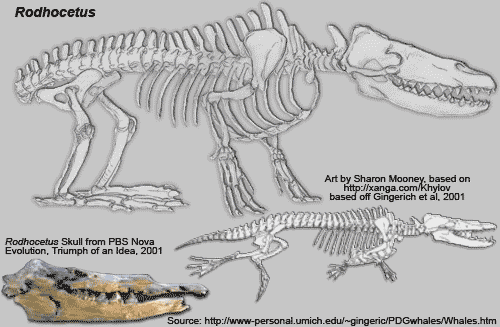 Rodhocetus
Art by Sharon Mooney, based on
http://xanga.com/Khylov
based off Gingerich et al, 2001
Rodhocetus Skull from PBS Nova
Evolution, Triumph of an Idea, 2001
Source: http://www-personal.umich.edu/~gingeric/PDGwhales/Whales.htm